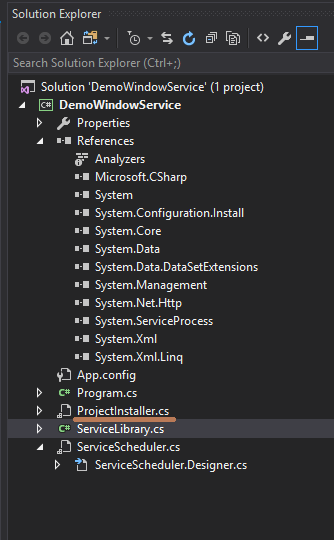 Solution Explorer
Search Solution Explorer (Ctrl+;)
Solution 'DemoWindowService' (1 project)
C# DemoWindowService
Properties
References
Analyzers
Microsoft.CSharp
System
System.Configuration.Install
System.Core
System.Data
System.Data.DataSetExtensions
System.Management
System.Net.Http
System.ServiceProcess
System.Xml
System.Xml.Linq
App.config
C# Program.cs
ProjectInstaller.cs
C# ServiceLibrary.cs
ServiceScheduler.cs
ServiceScheduler.Designer.cs